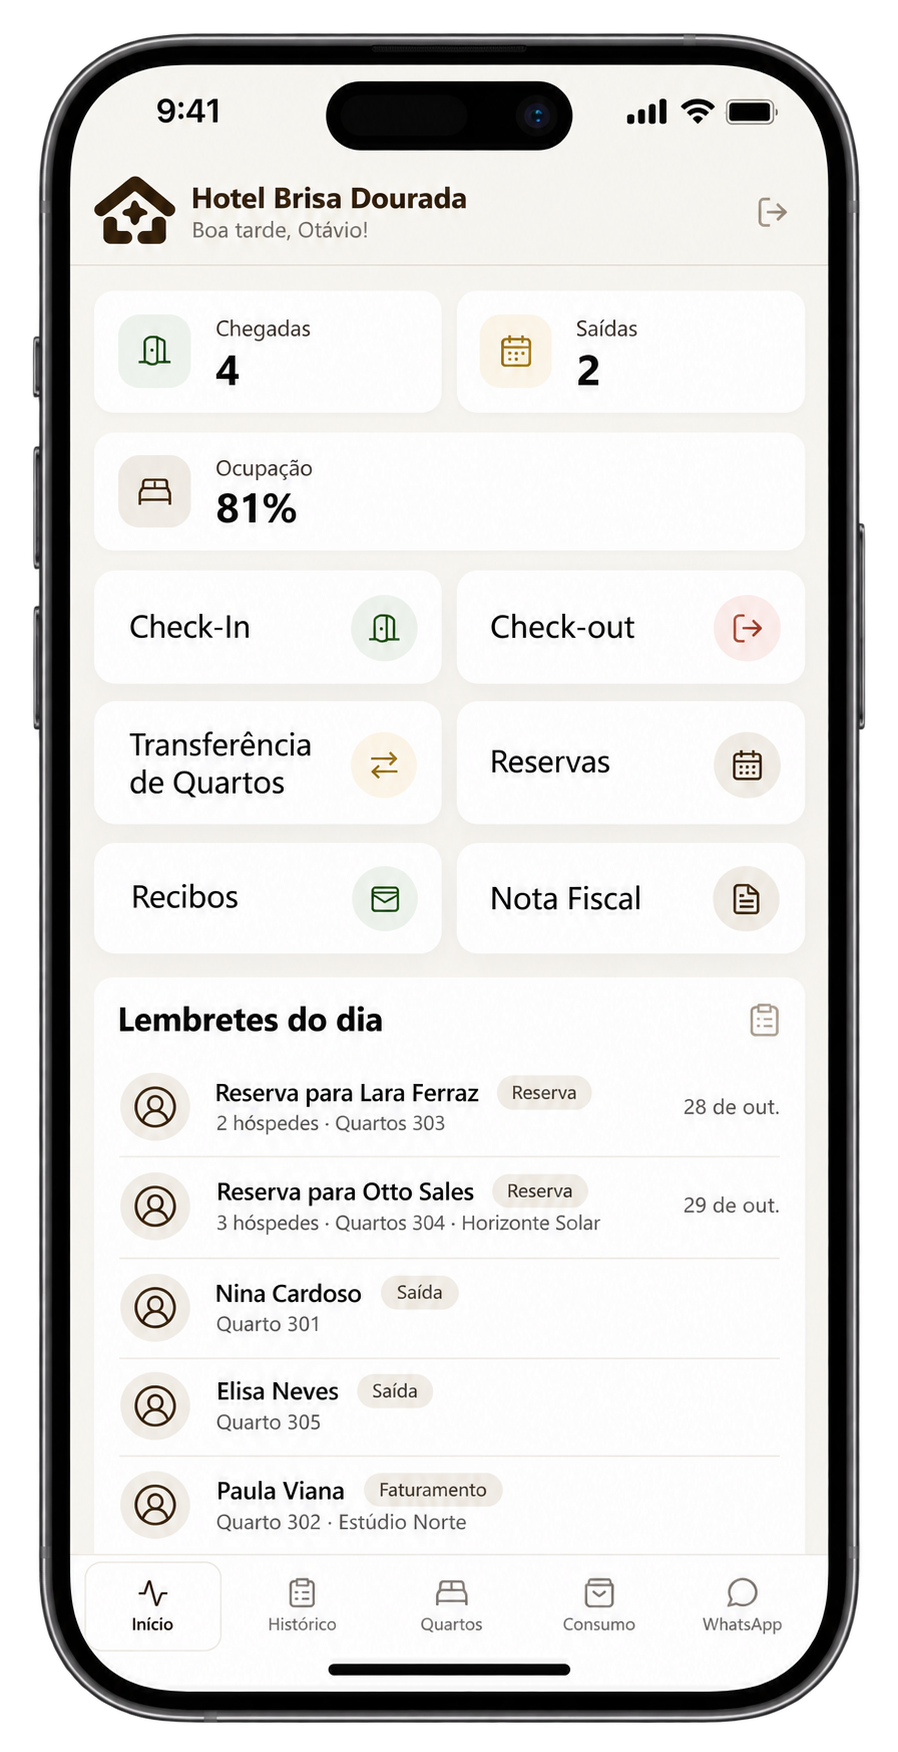 9:41
Hotel Brisa Dourada
Boa tarde, Otávio!
Chegadas
4
Saídas
2
Ocupação
81%
Check-In
Check-out
Transferência
de Quartos
Reservas
Recibos
Nota Fiscal
Lembretes do dia
Reserva para Lara Ferraz Reserva
2 hóspedes · Quartos 303
28 de out.
Reserva para Otto Sales Reserva
3 hóspedes · Quartos 304 · Horizonte Solar
29 de out.
Nina Cardoso Saída
Quarto 301
Elisa Neves Saída
Quarto 305
Paula Viana Faturamento
Quarto 302 · Estúdio Norte
Início
Histórico
Quartos
Consumo
WhatsApp